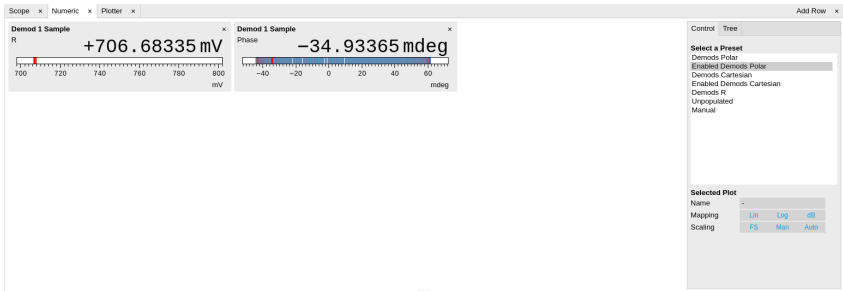 Scope × Numeric × Plotter × Add Row ×
Demod 1 Sample ×
R
+706.68335 mV
700 720 740 760 780 800
mV
Demod 1 Sample ×
Phase
−34.93365 mdeg
−40 −20 0 20 40 60
mdeg
Control Tree
Select a Preset
Demods Polar
Enabled Demods Polar
Demods Cartesian
Enabled Demods Cartesian
Demods R
Unpopulated
Manual
Selected Plot
Name -
Mapping Lin Log dB
Scaling FS Man Auto